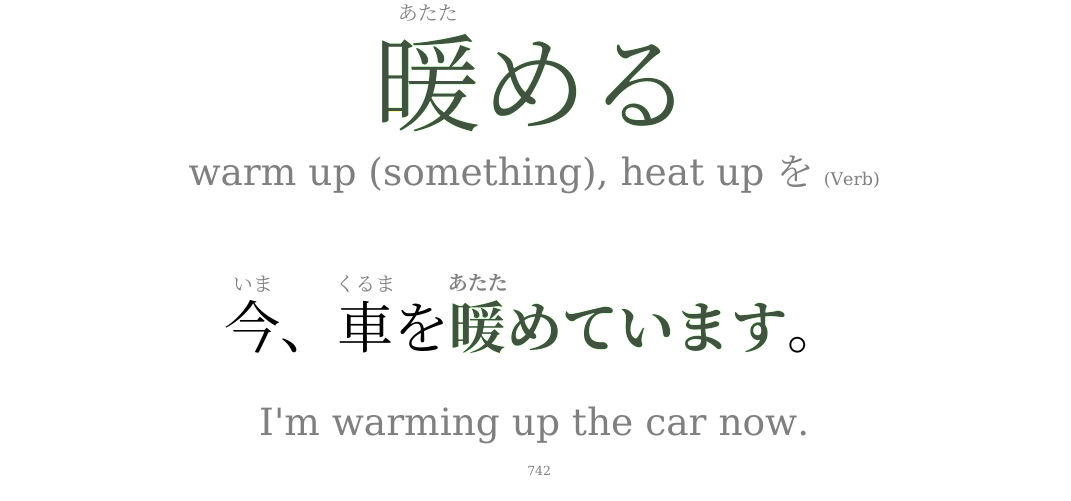 あたた
暖める
warm up (something), heat up を (Verb)
いま くるま あたた
今、車を暖めています。
I'm warming up the car now.
742